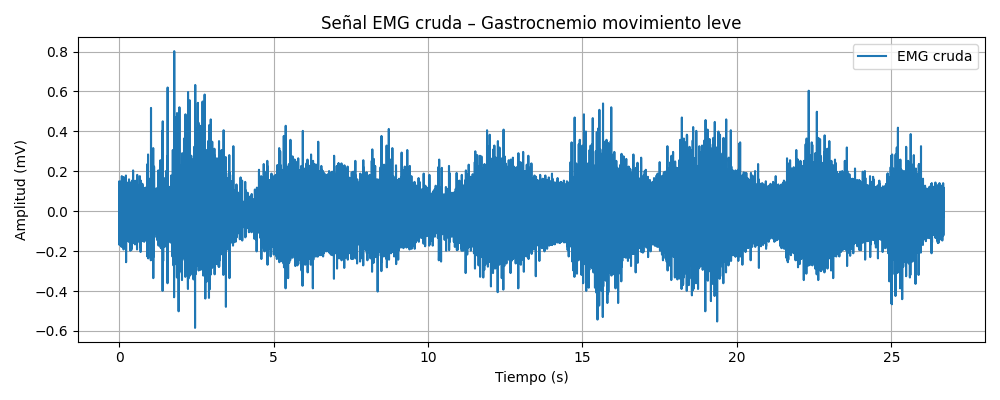 Señal EMG cruda – Gastrocnemio movimiento leve
EMG cruda
Amplitud (mV)
0.8
0.6
0.4
0.2
0.0
−0.2
−0.4
−0.6
0 5 10 15 20 25
Tiempo (s)